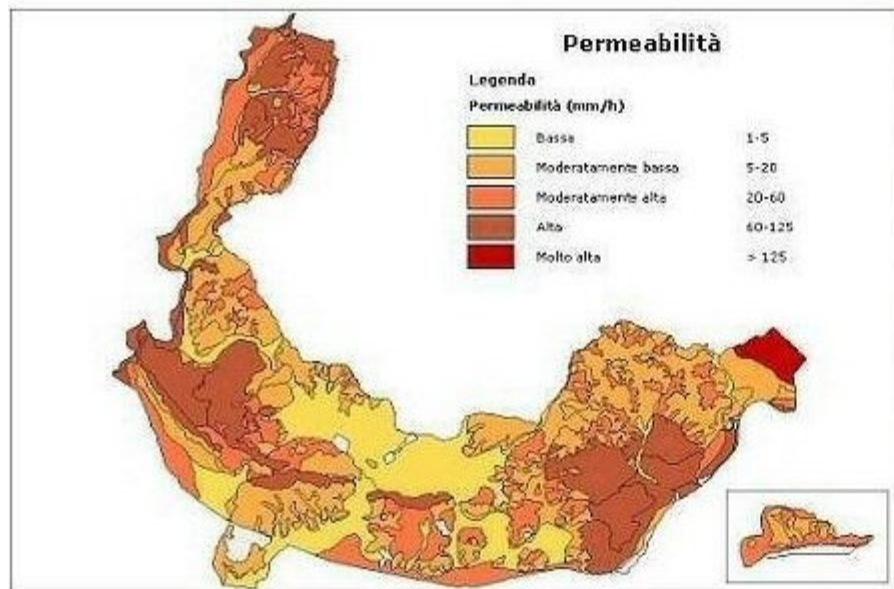 Permeabilità
Legenda
Permeabilità (mm/h)
Bassa 1-5
Moderatamente bassa 5-20
Moderatamente alta 20-60
Alta 60-125
Molto alta > 125